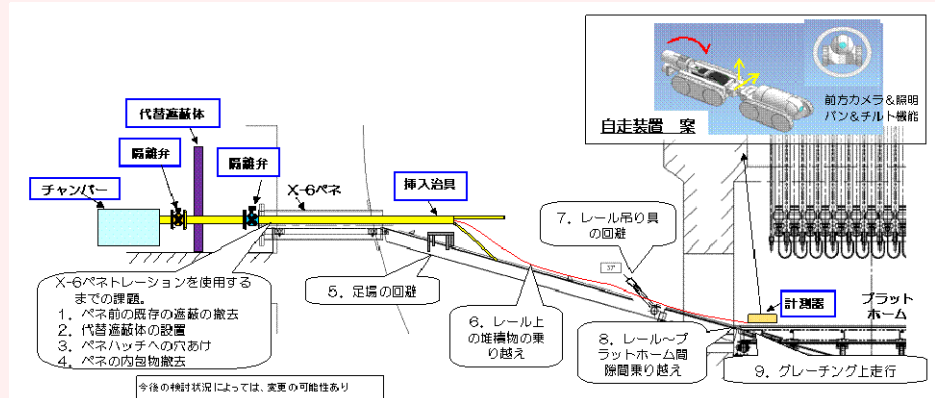 前方カメラ＆照明
パン＆チルト機能
自走装置　案
代替遮蔽体
隔離弁
隔離弁
チャンバー
X-6ペネ
挿入治具
7．レール吊り具
の回避
37°
X-6ペネトレーションを使用する
までの課題。
1．ペネ前の既存の遮蔽の撤去
2．代替遮蔽体の設置
3．ペネハッチへの穴あけ
4．ペネの内包物撤去
5．足場の回避
6．レール上
の堆積物の乗
り越え
計測器
プラット
ホーム
8．レール～プ
ラットホーム間
隙間乗り越え
9．グレーチング上走行
今後の検討状況によっては、変更の可能性あり